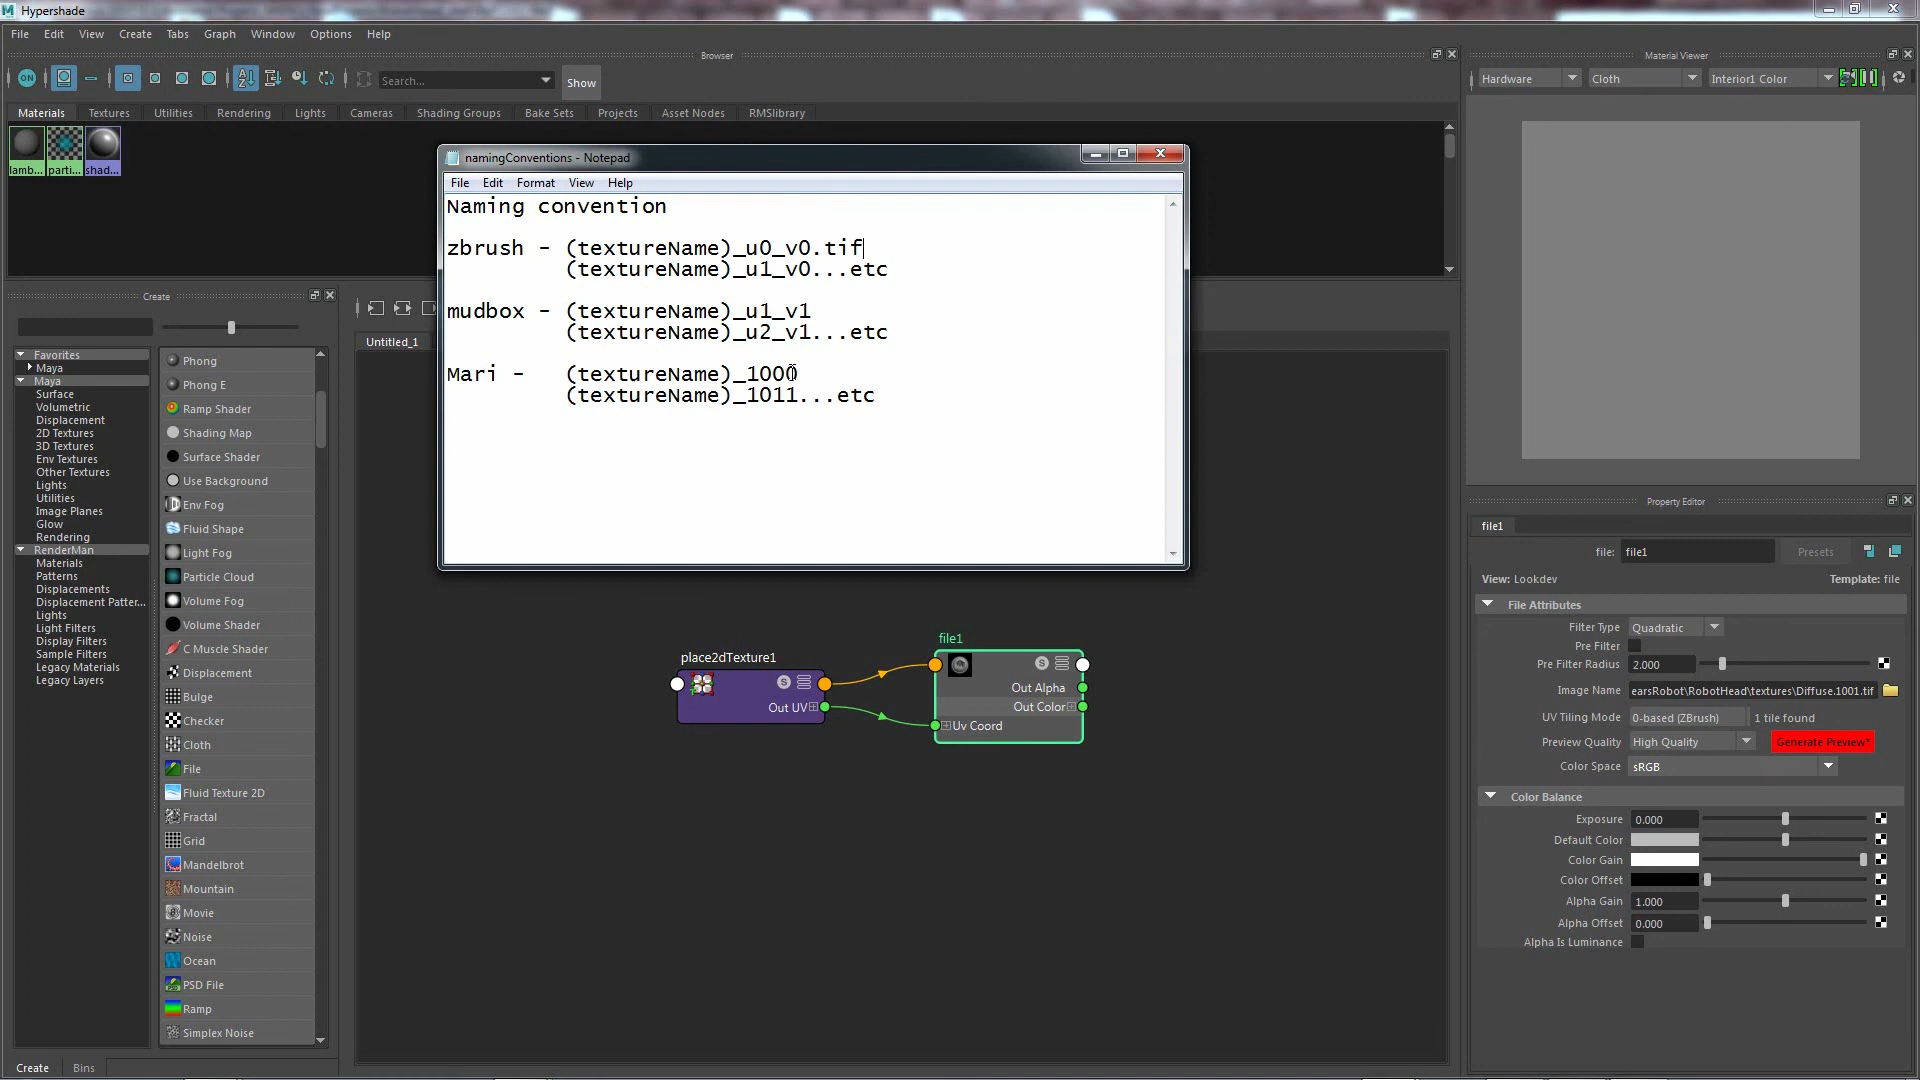 Hypershade
File Edit View Create Tabs Graph Window Options Help
Browser
Material Viewer
ON
Search...
Show
Hardware Cloth Interior1 Color
Materials Textures Utilities Rendering Lights Cameras Shading Groups Bake Sets Projects Asset Nodes RMSlibrary
lamb... parti... shad...
namingConventions - Notepad
File Edit Format View Help
Naming convention
zbrush - (textureName)_u0_v0.tif
(textureName)_u1_v0...etc
mudbox - (textureName)_u1_v1
(textureName)_u2_v1...etc
Mari - (textureName)_1000
(textureName)_1011...etc
Create
Untitled_1
Favorites
Maya
Maya
Surface
Volumetric
Displacement
2D Textures
3D Textures
Env Textures
Other Textures
Lights
Utilities
Image Planes
Glow
Rendering
RenderMan
Materials
Patterns
Displacements
Displacement Patter...
Lights
Light Filters
Display Filters
Sample Filters
Legacy Materials
Legacy Layers
Phong
Phong E
Ramp Shader
Shading Map
Surface Shader
Use Background
Env Fog
Fluid Shape
Light Fog
Particle Cloud
Volume Fog
Volume Shader
C Muscle Shader
Displacement
Bulge
Checker
Cloth
File
Fluid Texture 2D
Fractal
Grid
Mandelbrot
Mountain
Movie
Noise
Ocean
PSD File
Ramp
Simplex Noise
Create Bins
place2dTexture1
Out UV
file1
Out Alpha
Out Color
Uv Coord
Property Editor
file1
file: file1 Presets
View: Lookdev Template: file
File Attributes
Filter Type Quadratic
Pre Filter
Pre Filter Radius 2.000
Image Name earsRobot\RobotHead\textures\Diffuse.1001.tif
UV Tiling Mode 0-based (ZBrush) 1 tile found
Preview Quality High Quality Generate Preview*
Color Space sRGB
Color Balance
Exposure 0.000
Default Color
Color Gain
Color Offset
Alpha Gain 1.000
Alpha Offset 0.000
Alpha Is Luminance